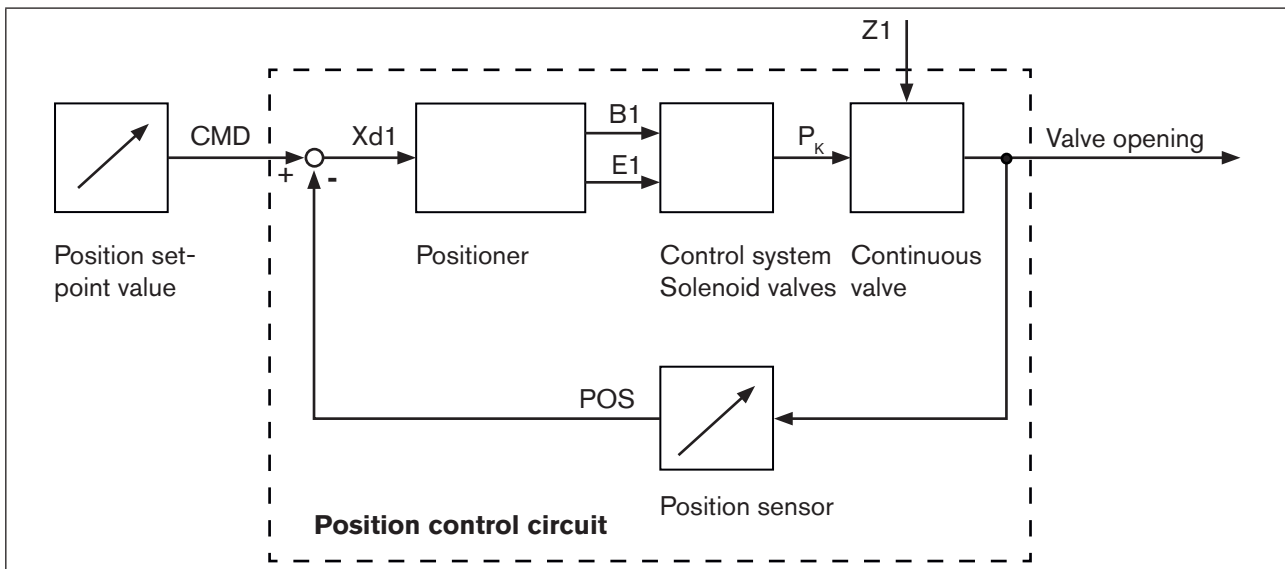 Z1
CMD
Xd1
B1
E1
PK
Valve opening
+
-
Position set-
point value
Positioner
Control system
Solenoid valves
Continuous
valve
POS
Position sensor
Position control circuit